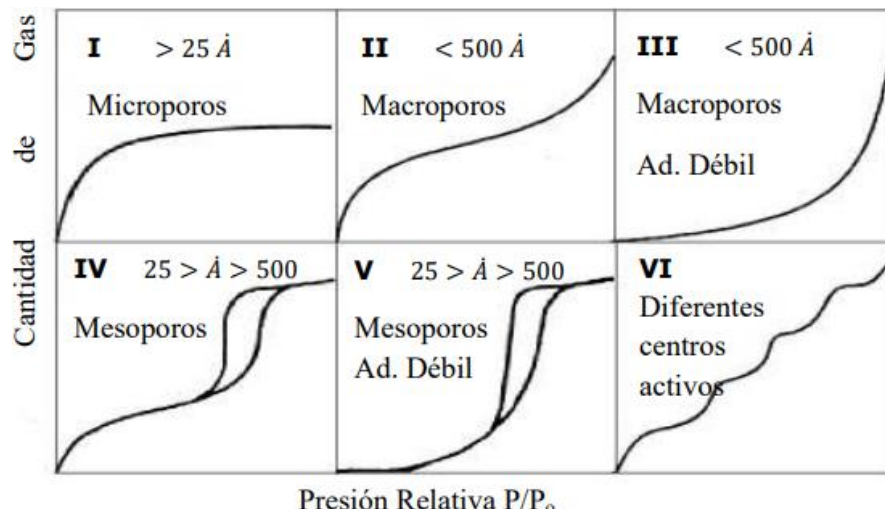 Cantidad de Gas
I > 25 Ȧ
Microporos
II < 500 Ȧ
Macroporos
III < 500 Ȧ
Macroporos
Ad. Débil
IV 25 > Ȧ > 500
Mesoporos
V 25 > Ȧ > 500
Mesoporos
Ad. Débil
VI
Diferentes
centros
activos
Presión Relativa P/Pₒ